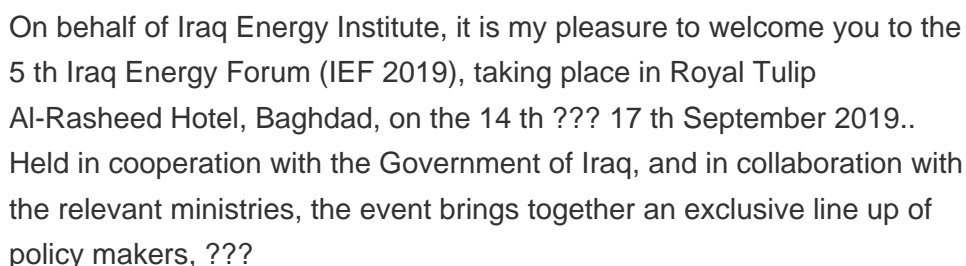 On behalf of Iraq Energy Institute, it is my pleasure to welcome you to the
5 th Iraq Energy Forum (IEF 2019), taking place in Royal Tulip
Al-Rasheed Hotel, Baghdad, on the 14 th ??? 17 th September 2019..
Held in cooperation with the Government of Iraq, and in collaboration with
the relevant ministries, the event brings together an exclusive line up of
policy makers, ???